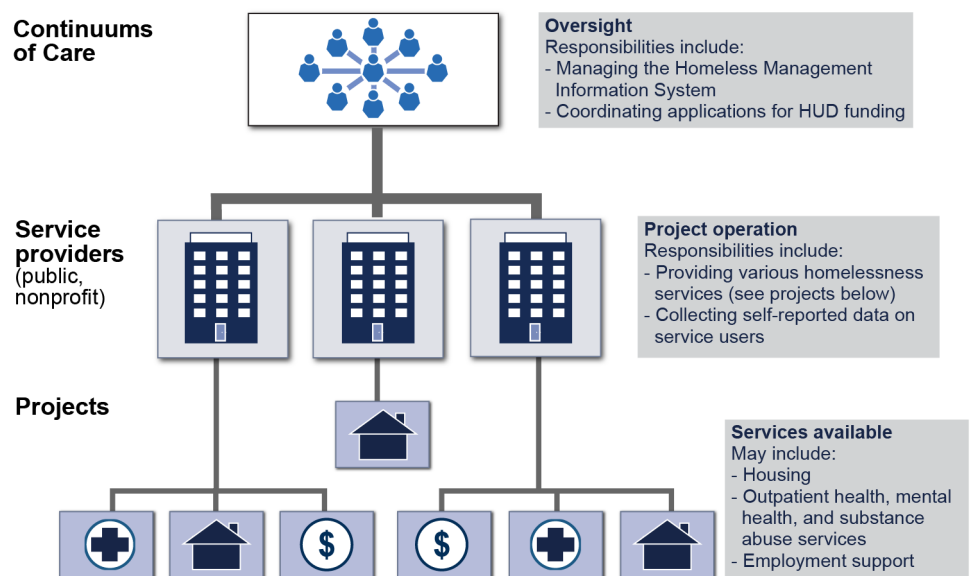 Continuums
of Care
Oversight
Responsibilities include:
- Managing the Homeless Management
Information System
- Coordinating applications for HUD funding
Service
providers
(public,
nonprofit)
Project operation
Responsibilities include:
- Providing various homelessness
services (see projects below)
- Collecting self-reported data on
service users
Projects
Services available
May include:
- Housing
- Outpatient health, mental
health, and substance
abuse services
- Employment support
$
$